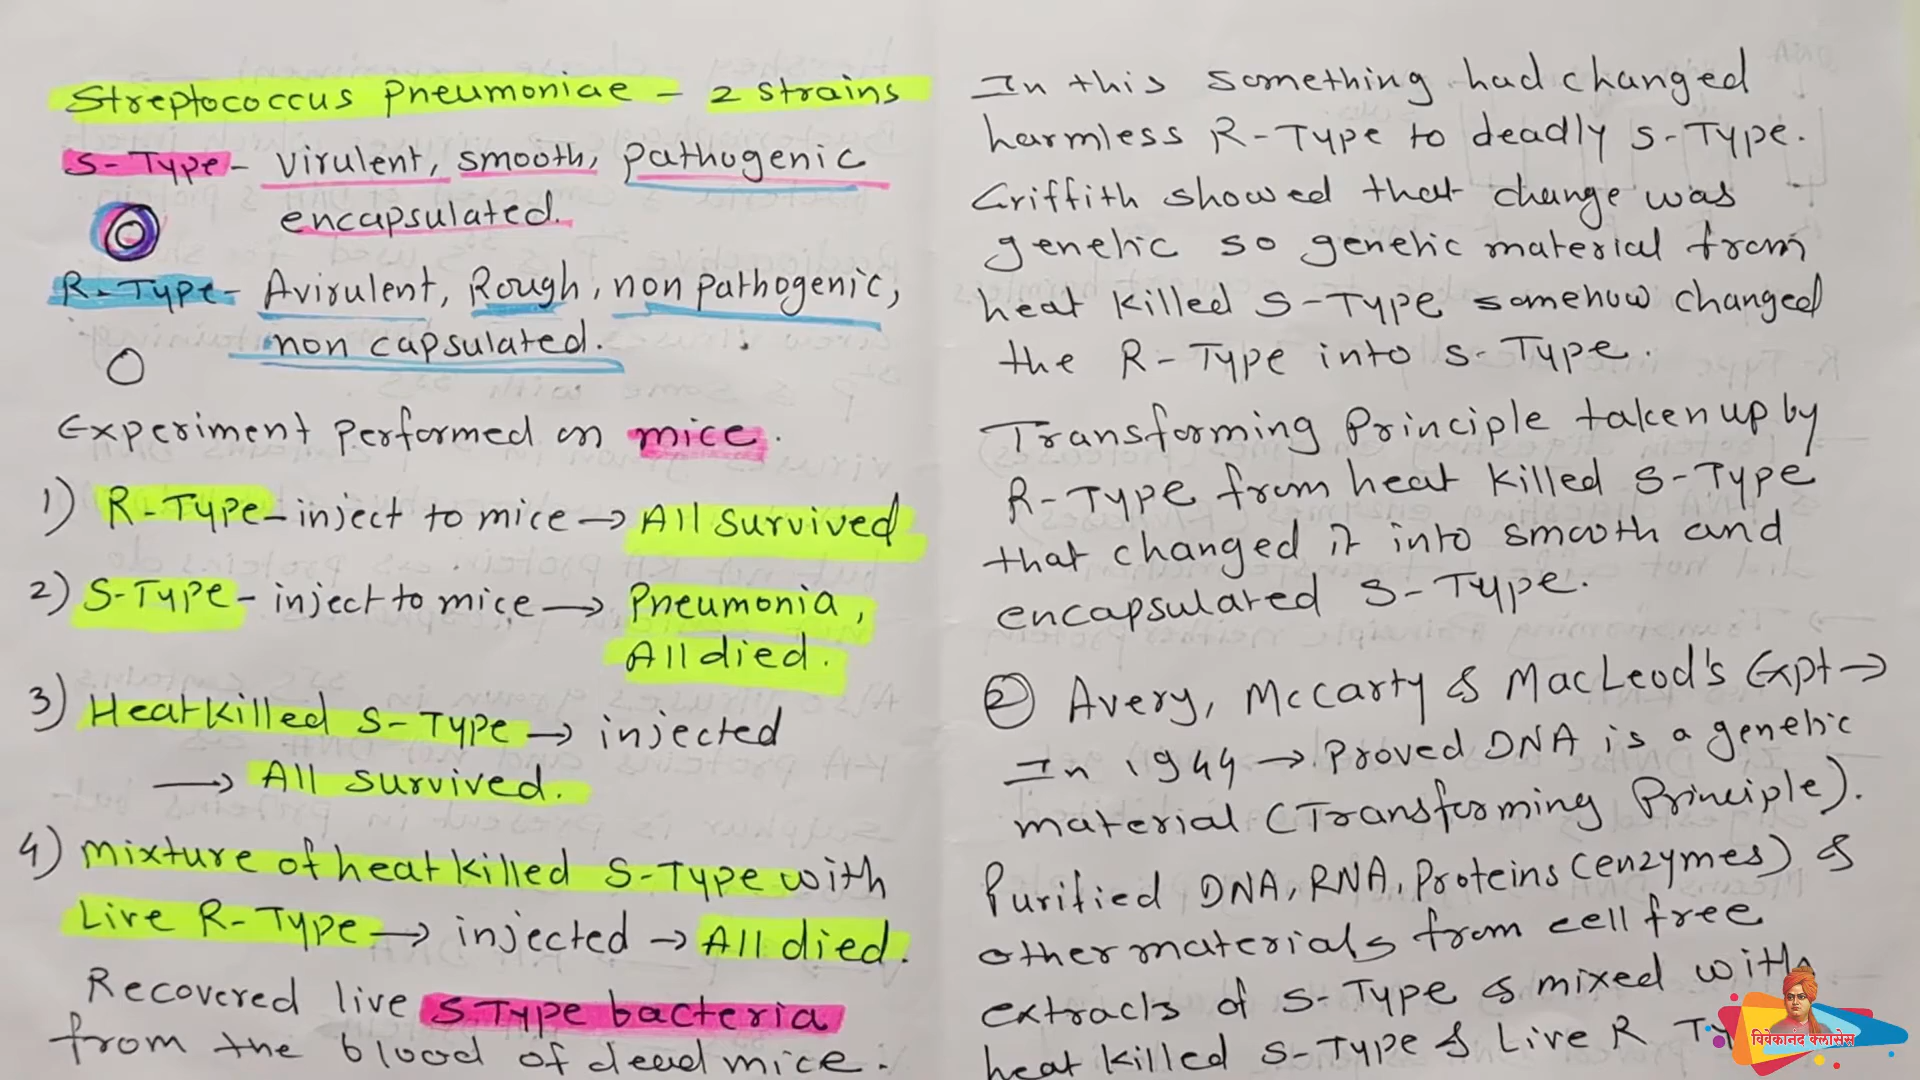 Streptococcus Pneumoniae - 2 strains
S-Type - virulent, smooth, pathogenic
encapsulated.
R-Type - Avirulent, Rough, non pathogenic,
non capsulated.
Experiment performed on mice.
1) R-Type - inject to mice → All survived
2) S-Type - inject to mice → Pneumonia,
All died.
3) Heat killed S-Type → injected
→ All survived.
4) Mixture of heat killed S-Type with
Live R-Type → injected → All died.
Recovered live S.Type bacteria
from the blood of dead mice.
In this something had changed
harmless R-Type to deadly S-Type.
Griffith showed that change was
genetic so genetic material from
heat killed S-Type somehow changed
the R-Type into S-Type.
Transforming Principle taken up by
R-Type from heat killed S-Type
that changed it into smooth and
encapsulated S-Type.
② Avery, McCarty & MacLeod's Expt →
In 1944 → Proved DNA is a genetic
material (Transforming Principle).
Purified DNA, RNA, Proteins (enzymes) &
other materials from cell free
extracts of S-Type & mixed with
heat killed S-Type & Live R Ty
विवेकानंद क्लासेस